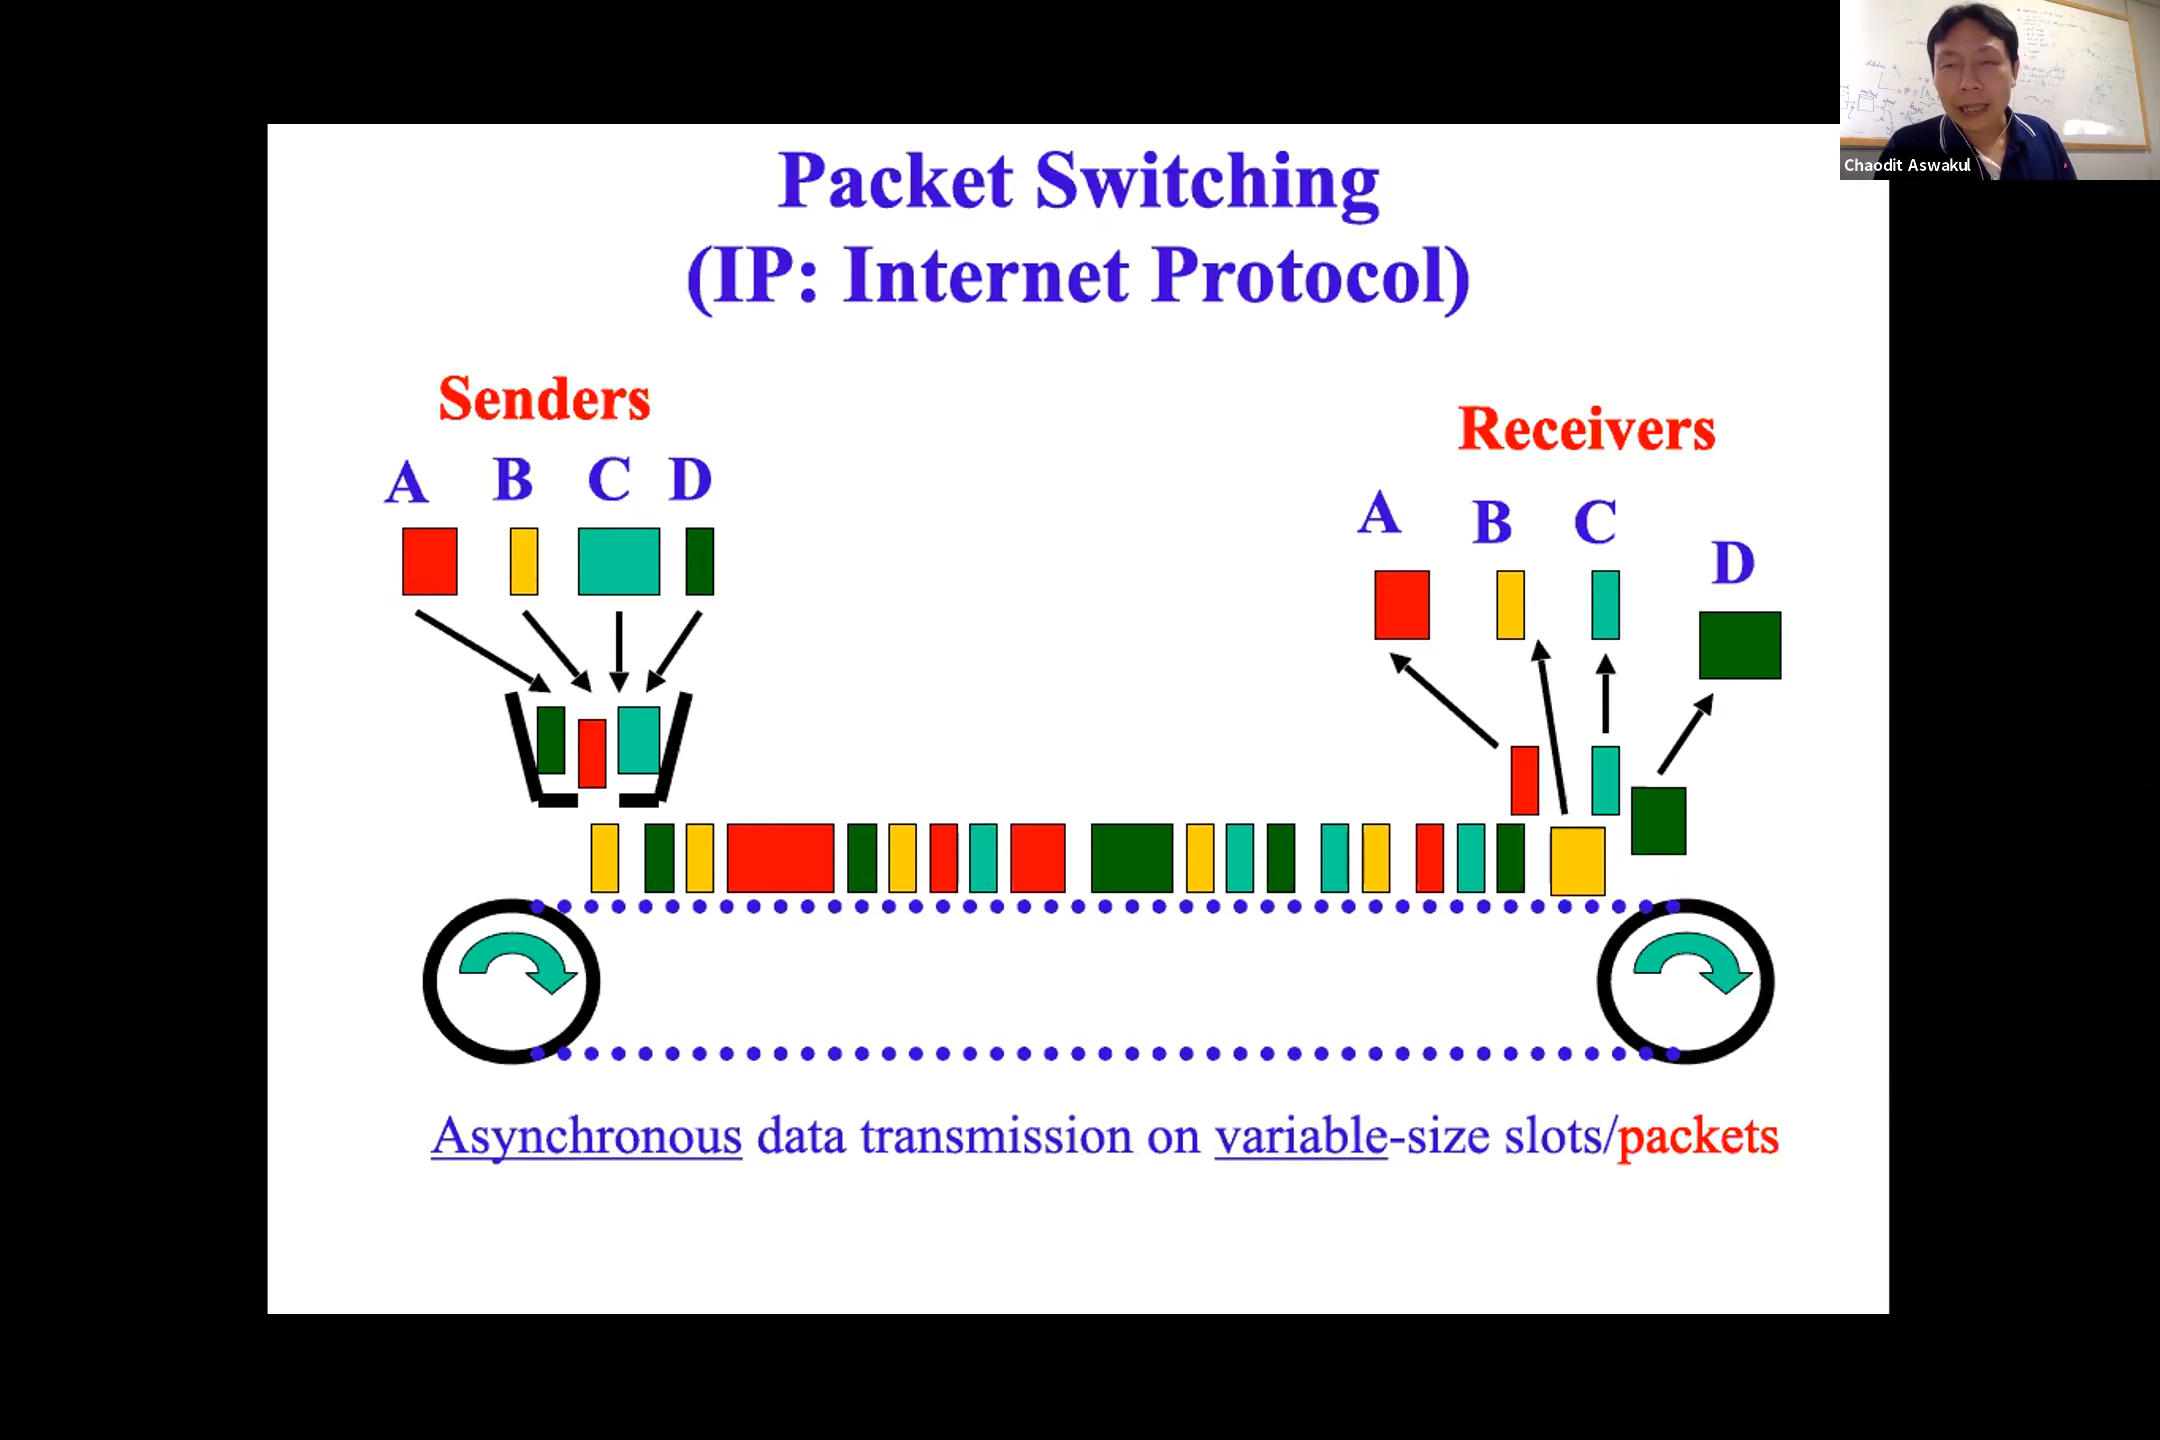 Packet Switching
(IP: Internet Protocol)
Senders
A B C D
Receivers
A B C D
Asynchronous data transmission on variable-size slots/packets
Chaodit Aswakul